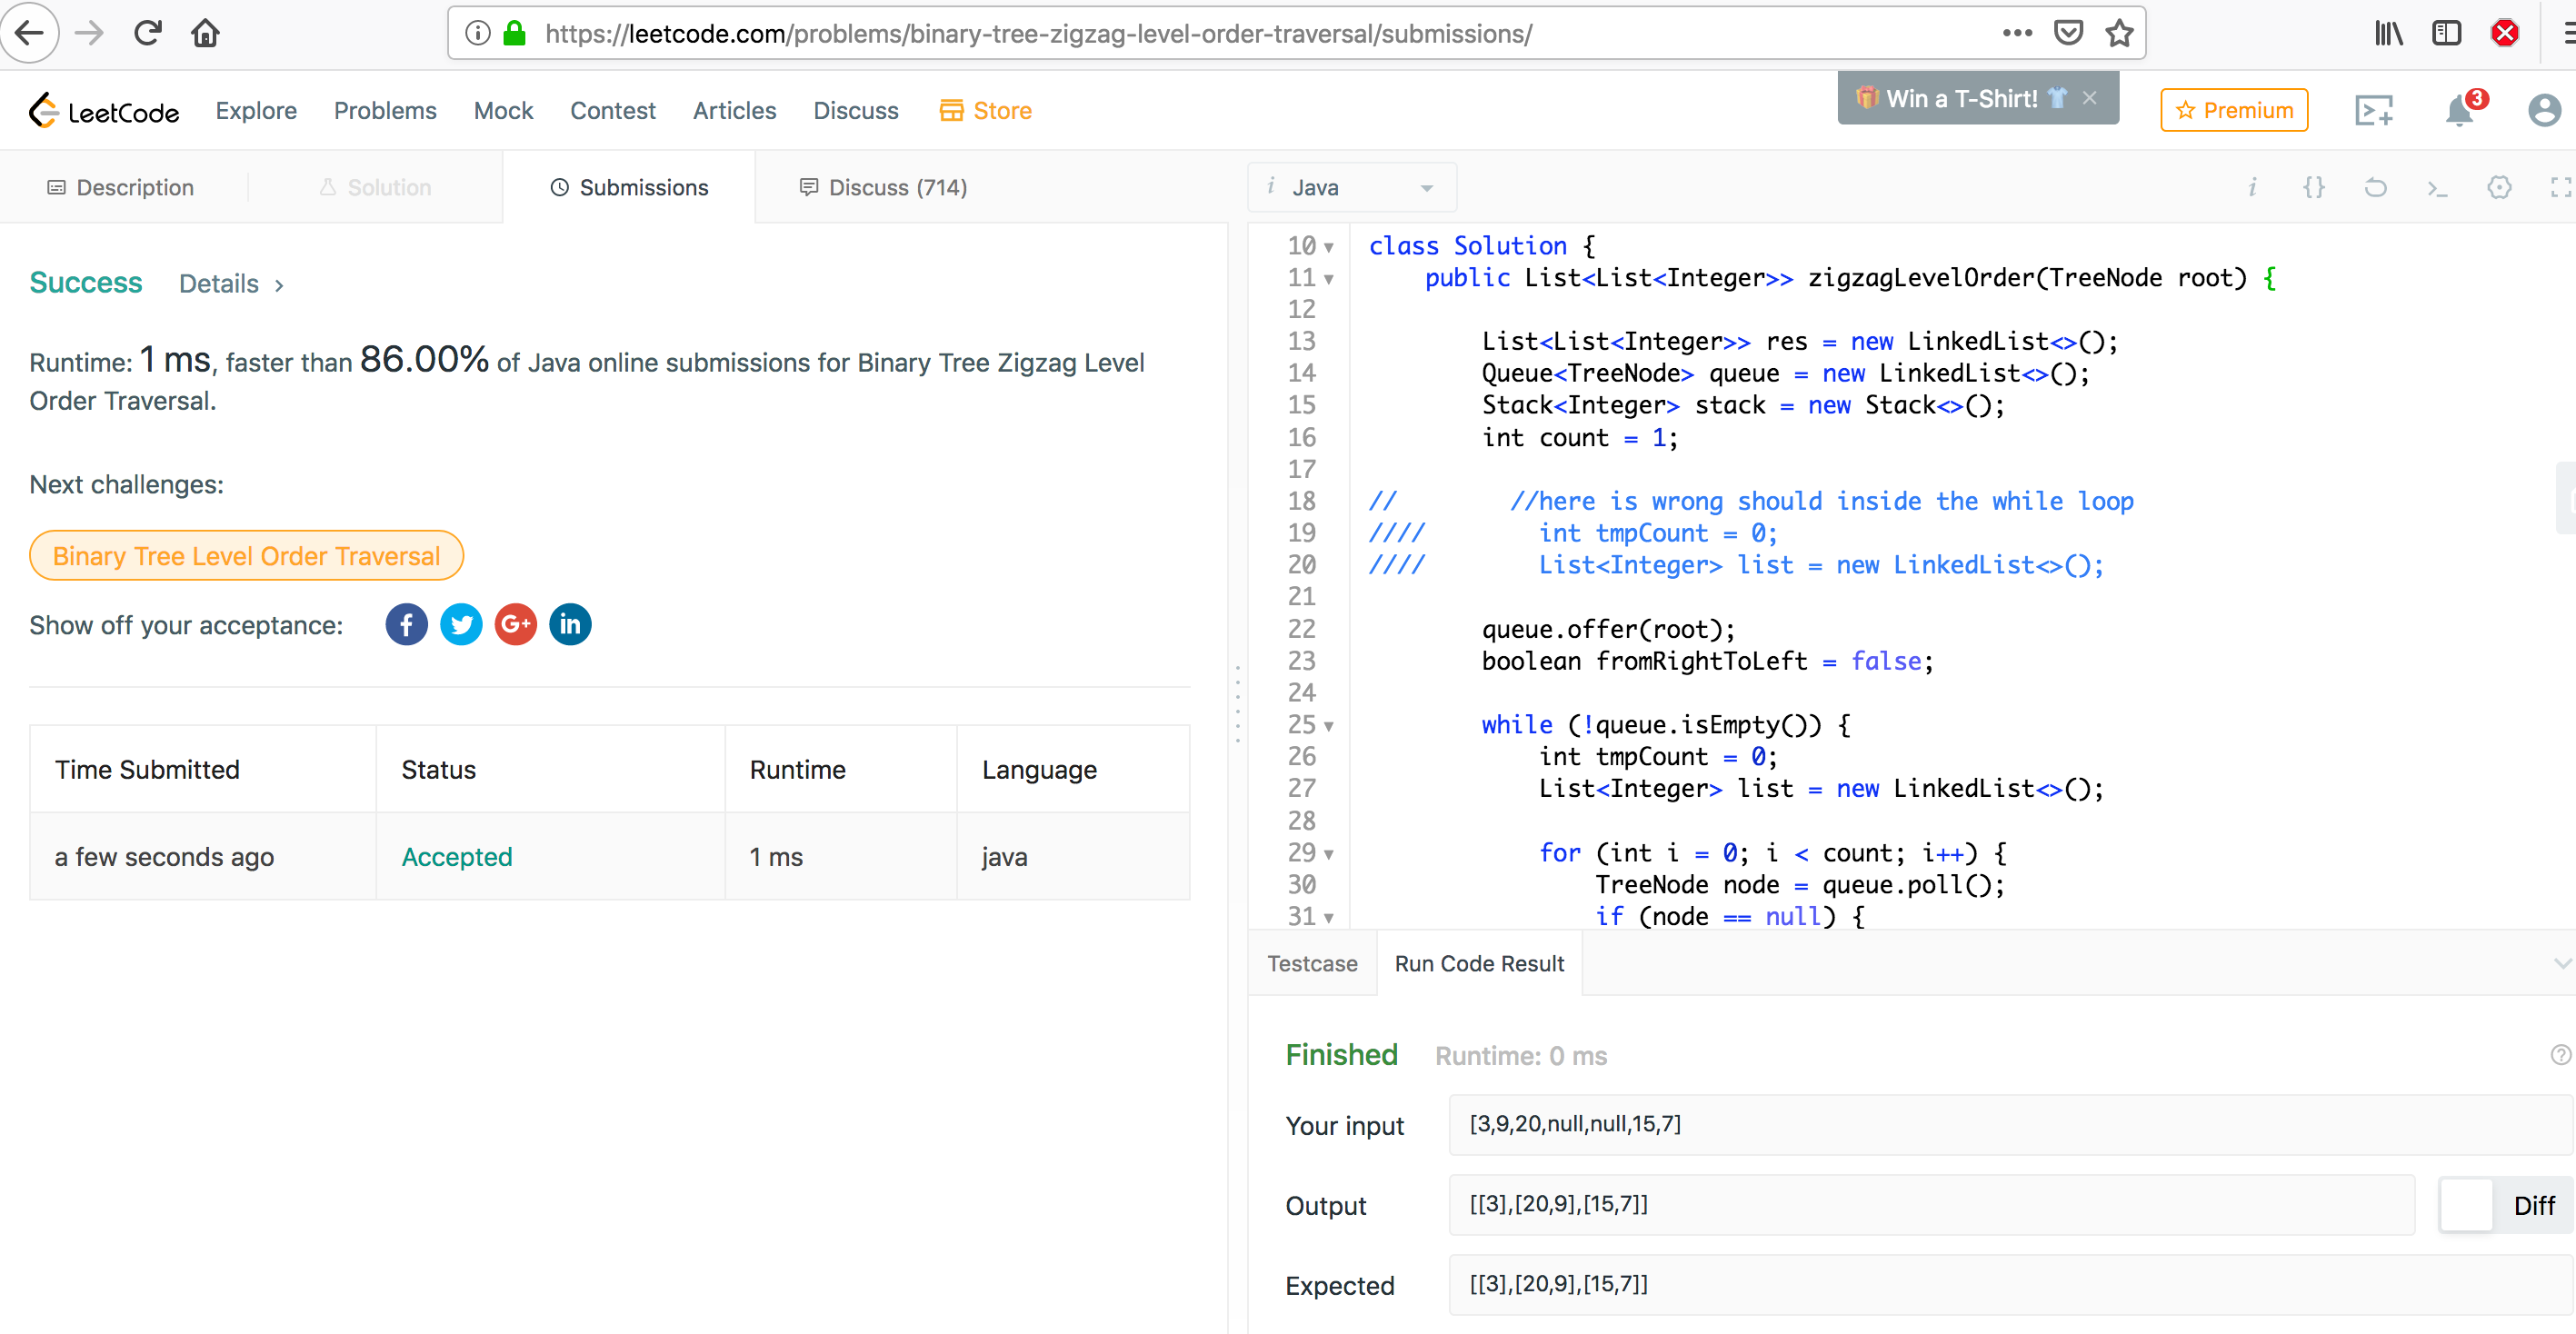 https://leetcode.com/problems/binary-tree-zigzag-level-order-traversal/submissions/
LeetCode Explore Problems Mock Contest Articles Discuss Store Win a T-Shirt! × Premium 3
Description Solution Submissions Discuss (714)
Success Details >
Runtime: 1 ms, faster than 86.00% of Java online submissions for Binary Tree Zigzag Level
Order Traversal.
Next challenges:
Binary Tree Level Order Traversal
Show off your acceptance: f G+ in
Time Submitted Status Runtime Language
a few seconds ago Accepted 1 ms java
i Java i {} >_
10 class Solution {
11     public List<List<Integer>> zigzagLevelOrder(TreeNode root) {
12
13         List<List<Integer>> res = new LinkedList<>();
14         Queue<TreeNode> queue = new LinkedList<>();
15         Stack<Integer> stack = new Stack<>();
16         int count = 1;
17
18 //        //here is wrong should inside the while loop
19 ////        int tmpCount = 0;
20 ////        List<Integer> list = new LinkedList<>();
21
22         queue.offer(root);
23         boolean fromRightToLeft = false;
24
25         while (!queue.isEmpty()) {
26             int tmpCount = 0;
27             List<Integer> list = new LinkedList<>();
28
29             for (int i = 0; i < count; i++) {
30                 TreeNode node = queue.poll();
31                 if (node == null) {
Testcase Run Code Result
Finished Runtime: 0 ms
Your input [3,9,20,null,null,15,7]
Output [[3],[20,9],[15,7]] Diff
Expected [[3],[20,9],[15,7]]